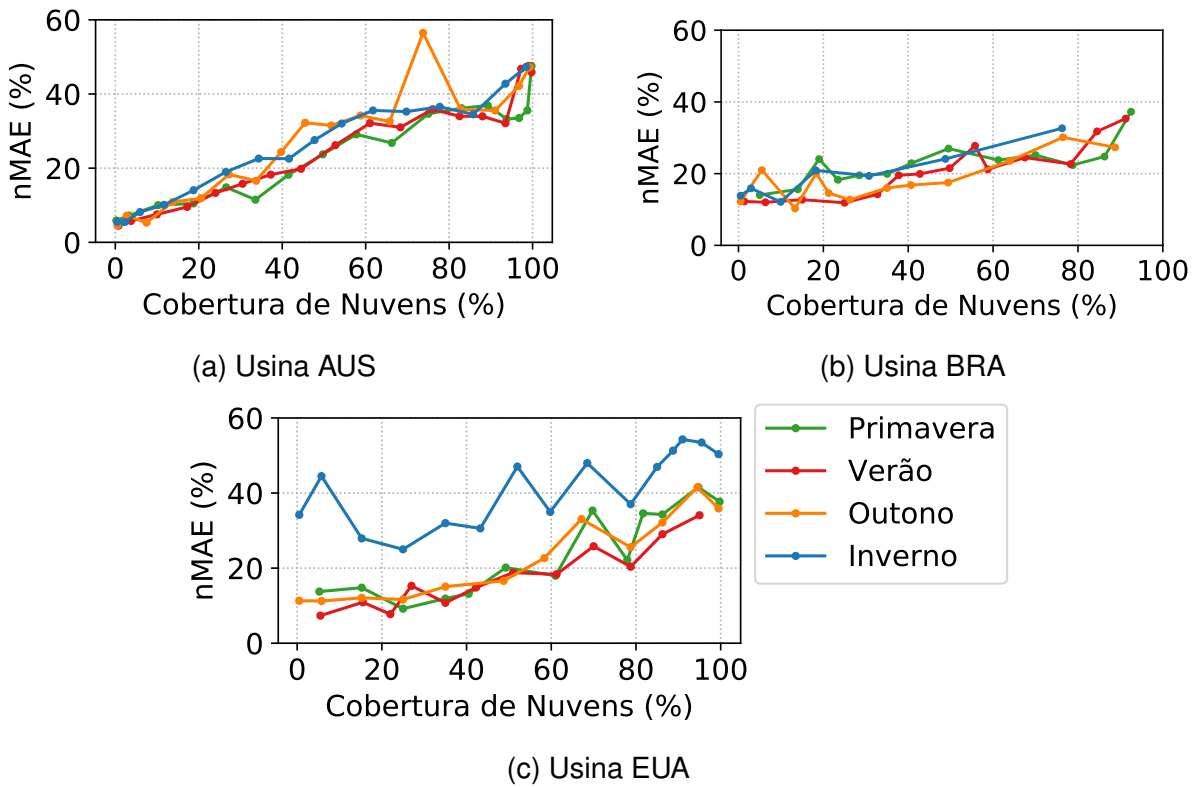 60
40
20
0
nMAE (%)
0 20 40 60 80 100
Cobertura de Nuvens (%)
(a) Usina AUS
60
40
20
0
nMAE (%)
0 20 40 60 80 100
Cobertura de Nuvens (%)
(b) Usina BRA
60
40
20
0
nMAE (%)
0 20 40 60 80 100
Cobertura de Nuvens (%)
Primavera
Verão
Outono
Inverno
(c) Usina EUA